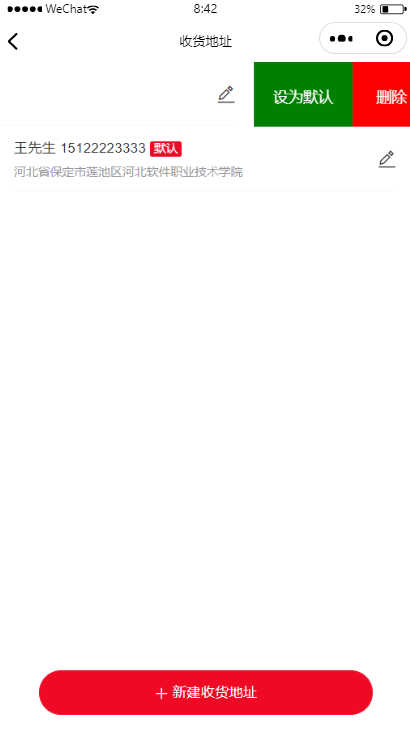 WeChat 8:42 32%
收货地址
设为默认 删除
王先生 15122223333 默认
河北省保定市莲池区河北软件职业技术学院
+ 新建收货地址